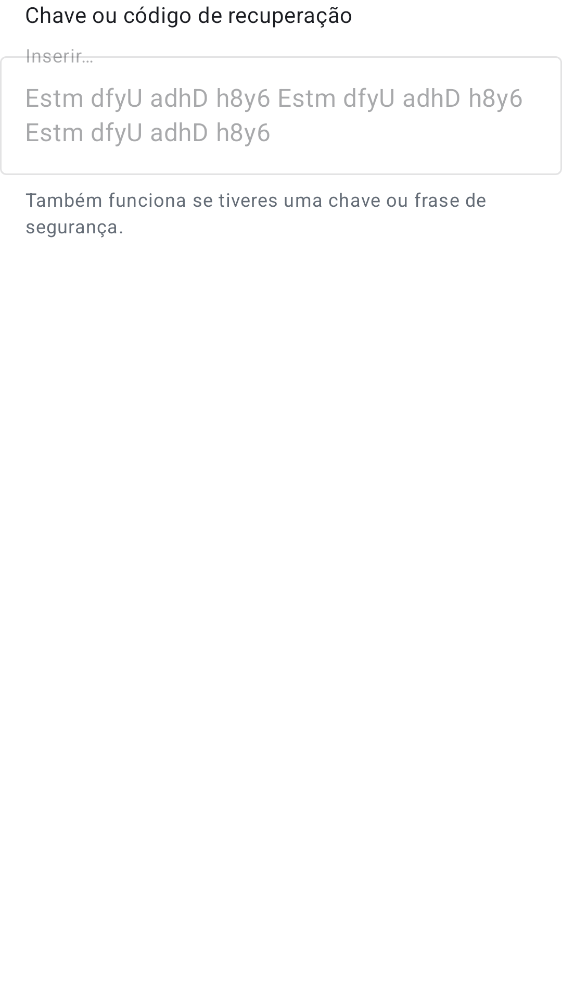 Chave ou código de recuperação
Inserir…
Estm dfyU adhD h8y6 Estm dfyU adhD h8y6
Estm dfyU adhD h8y6
Também funciona se tiveres uma chave ou frase de
segurança.